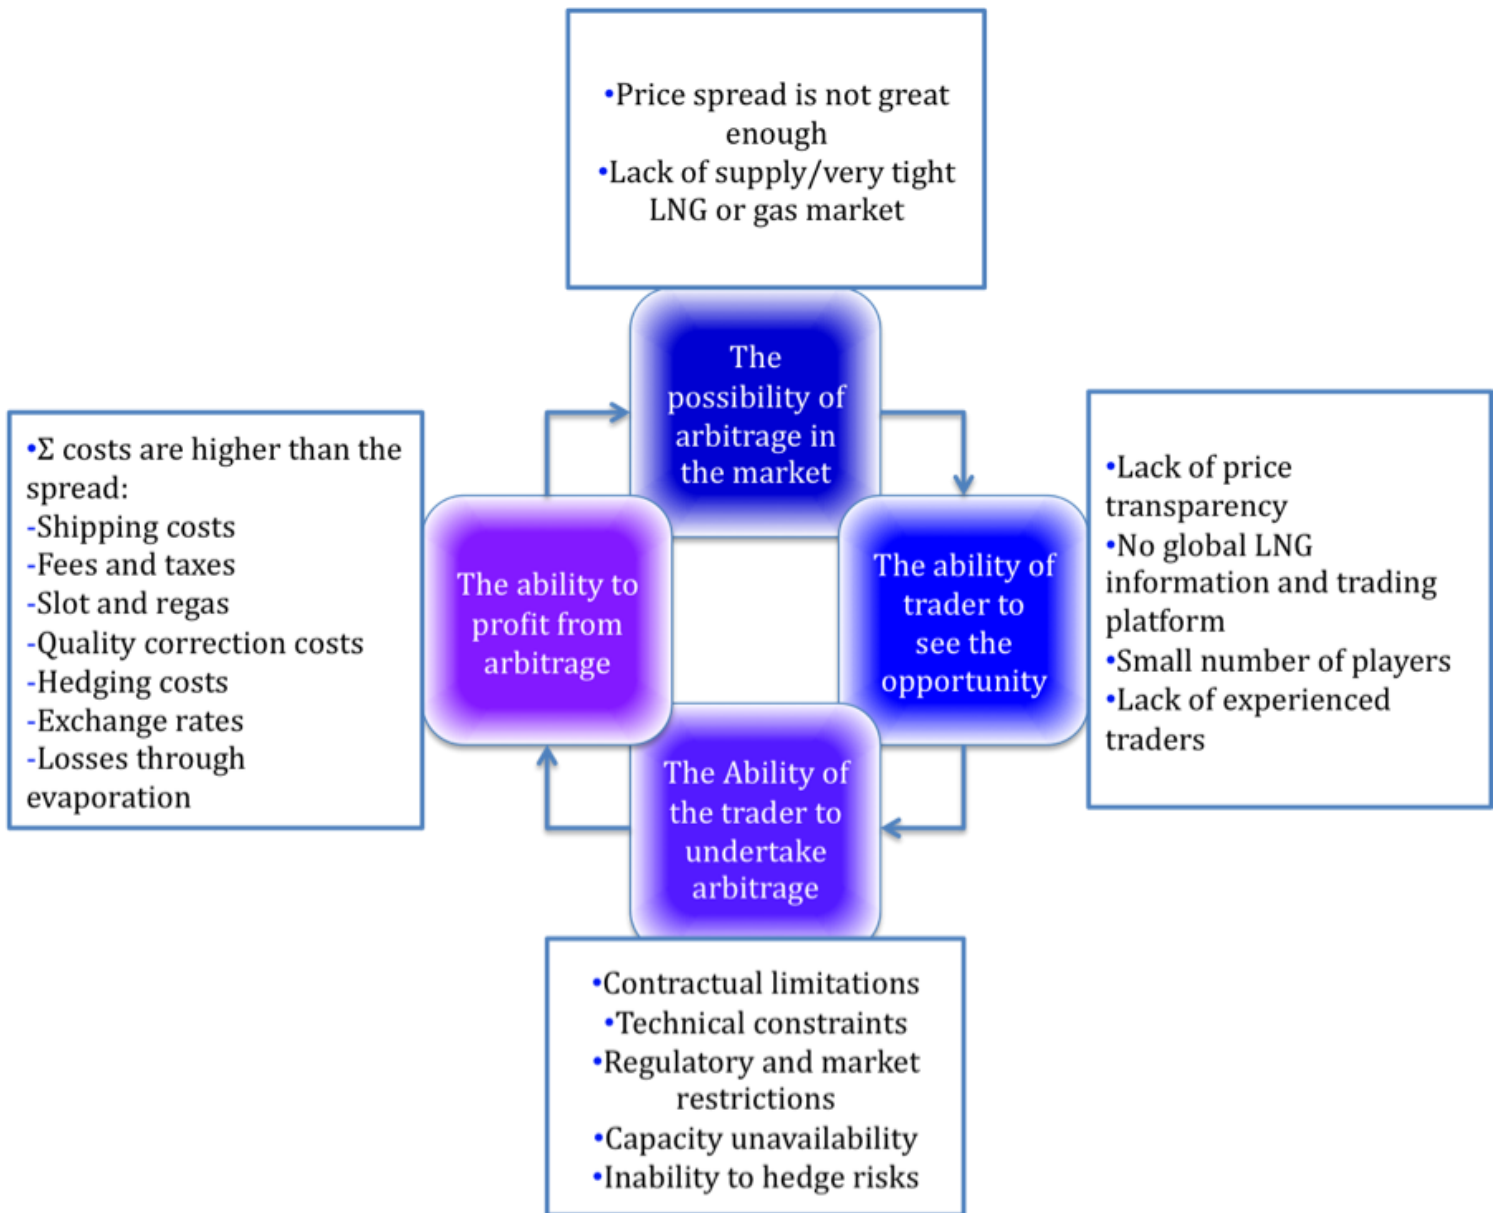 •Price spread is not great
enough
•Lack of supply/very tight
LNG or gas market
The
possibility of
arbitrage in
the market
•Σ costs are higher than the
spread:
-Shipping costs
-Fees and taxes
-Slot and regas
-Quality correction costs
-Hedging costs
-Exchange rates
-Losses through
evaporation
The ability to
profit from
arbitrage
The ability of
trader to
see the
opportunity
•Lack of price
transparency
•No global LNG
information and trading
platform
•Small number of players
•Lack of experienced
traders
The Ability of
the trader to
undertake
arbitrage
•Contractual limitations
•Technical constraints
•Regulatory and market
restrictions
•Capacity unavailability
•Inability to hedge risks